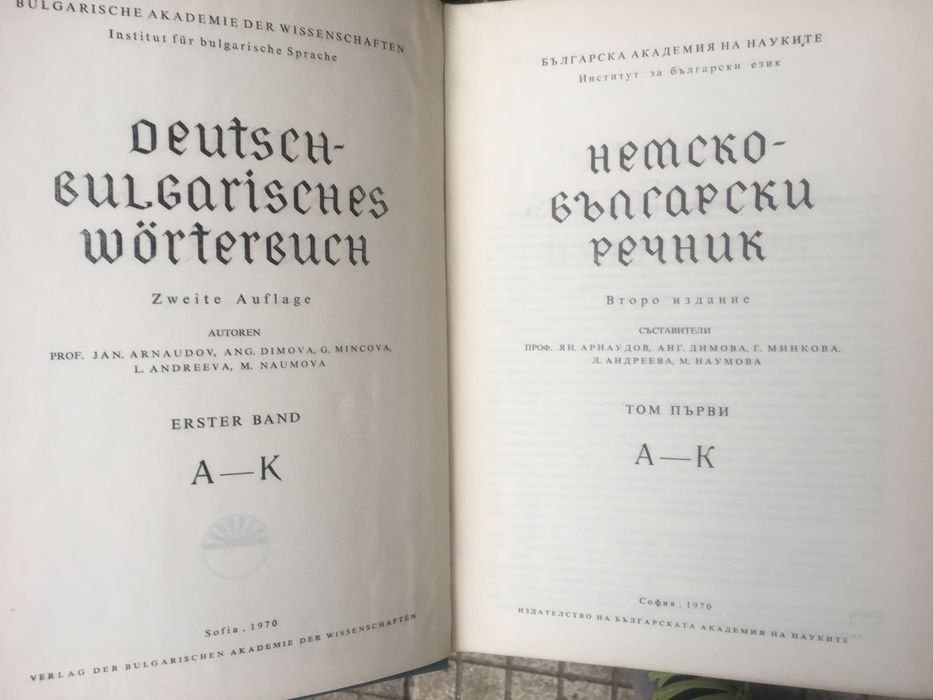 BULGARISCHE AKADEMIE DER WISSENSCHAFTEN
Institut für bulgarische Sprache
Deutsch-
Bulgarisches
Wörterbuch
Zweite Auflage
AUTOREN
PROF. JAN. ARNAUDOV, ANG. DIMOVA, G. MINCOVA,
L. ANDREEVA, M. NAUMOVA
ERSTER BAND
A—K
Sofia . 1970
VERLAG DER BULGARISCHEN AKADEMIE DER WISSENSCHAFTEN
БЪЛГАРСКА АКАДЕМИЯ НА НАУКИТЕ
Институт за български език
Немско-
български
речник
Второ издание
СЪСТАВИТЕЛИ
ПРОФ. ЯН. АРНАУДОВ, АНГ. ДИМОВА, Г. МИНКОВА,
Л. АНДРЕЕВА, М. НАУМОВА
ТОМ ПЪРВИ
A—K
София . 1970
ИЗДАТЕЛСТВО НА БЪЛГАРСКАТА АКАДЕМИЯ НА НАУКИТЕ